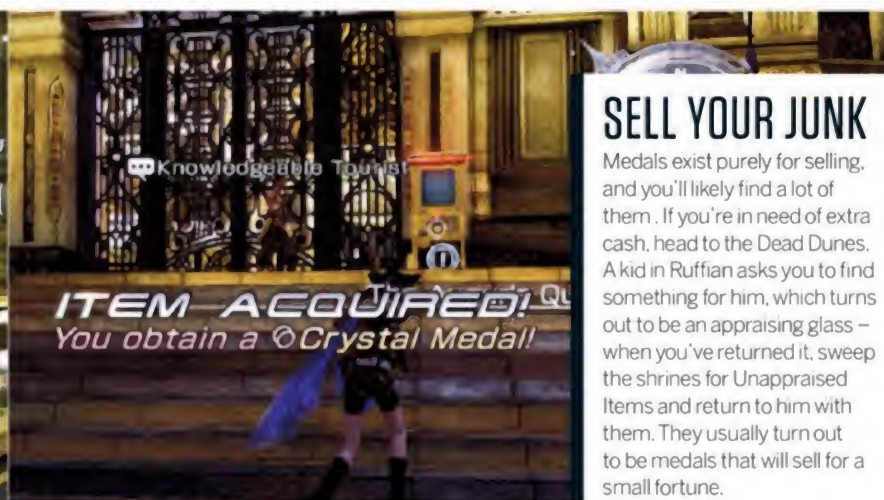 Knowledgeable Tourist
ITEM ACQUIRED!
You obtain a Crystal Medal!
SELL YOUR JUNK
Medals exist purely for selling,
and you'll likely find a lot of
them . If you're in need of extra
cash, head to the Dead Dunes.
A kid in Ruffian asks you to find
something for him, which turns
out to be an appraising glass –
when you've returned it, sweep
the shrines for Unappraised
Items and return to him with
them. They usually turn out
to be medals that will sell for a
small fortune.